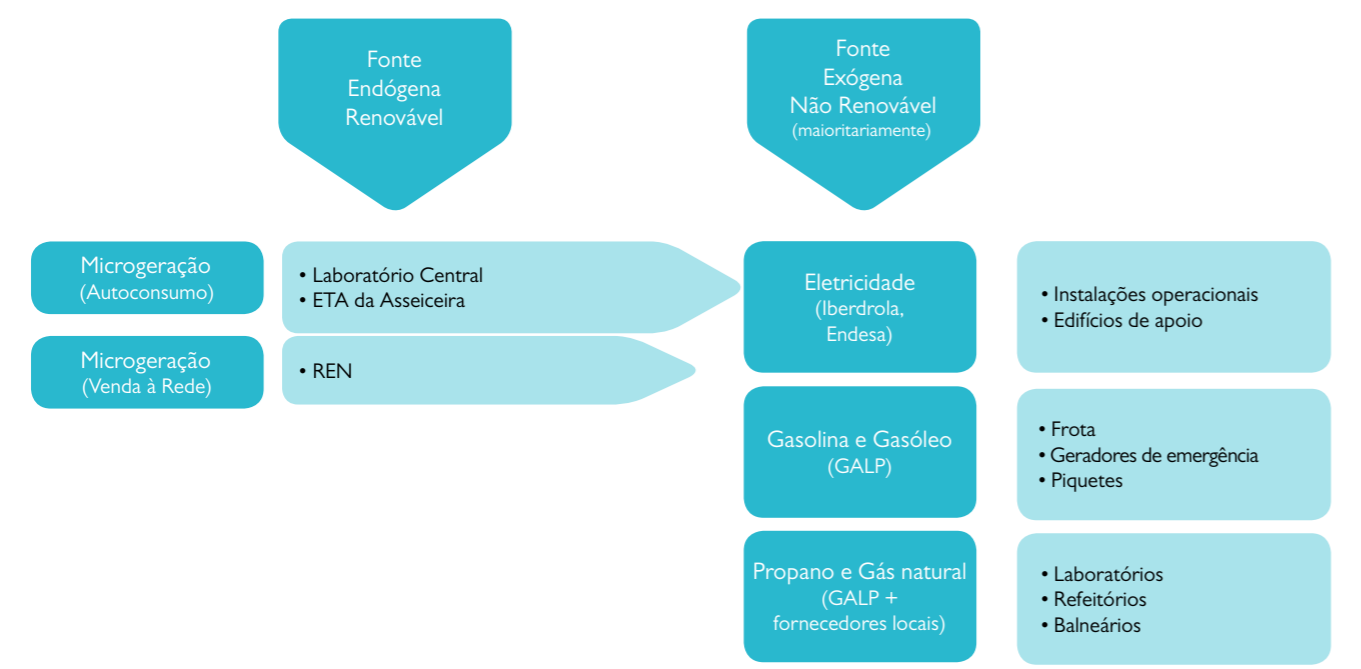 Fonte
Endógena
Renovável
Fonte
Exógena
Não Renovável
(maioritariamente)
Microgeração
(Autoconsumo)
• Laboratório Central
• ETA da Asseiceira
Eletricidade
(Iberdrola,
Endesa)
• Instalações operacionais
• Edifícios de apoio
Microgeração
(Venda à Rede)
• REN
Gasolina e Gasóleo
(GALP)
• Frota
• Geradores de emergência
• Piquetes
Propano e Gás natural
(GALP +
fornecedores locais)
• Laboratórios
• Refeitórios
• Balneários